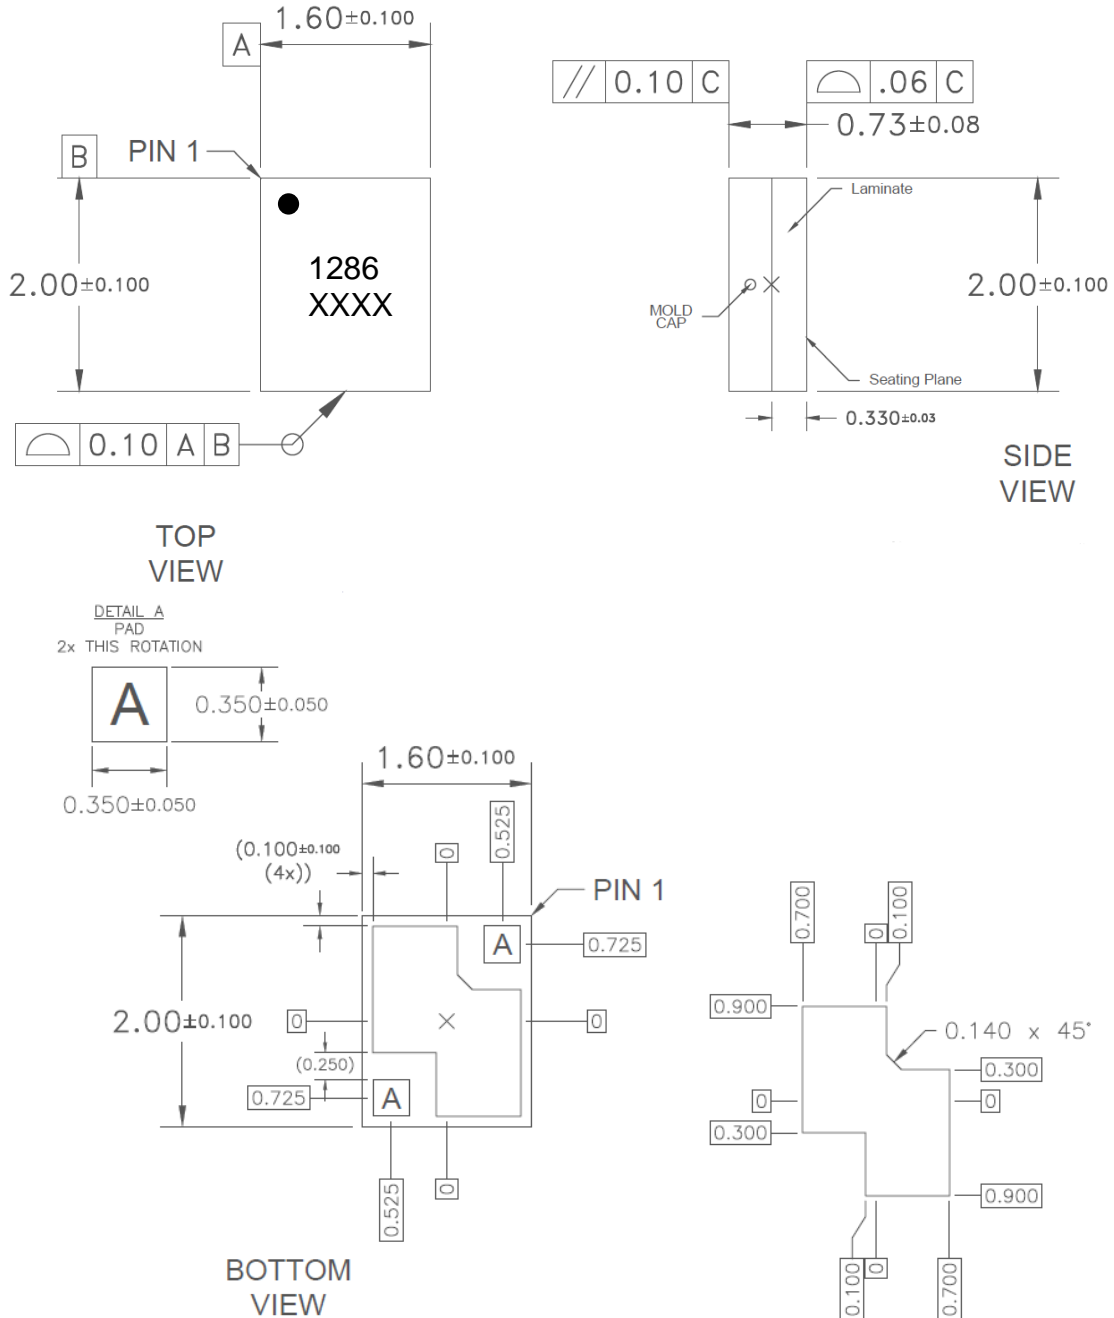 1.60±0.100
A
B
PIN 1
1286
XXXX
2.00±0.100
0.10 A B
TOP
VIEW
// 0.10 C
.06 C
0.73±0.08
Laminate
2.00±0.100
MOLD
CAP
Seating Plane
0.330±0.03
SIDE
VIEW
DETAIL A
PAD
2x THIS ROTATION
A
0.350±0.050
0.350±0.050
1.60±0.100
(0.100±0.100
(4x))
0
0.525
PIN 1
A
0.725
2.00±0.100
0
0
(0.250)
0.725
A
0.525
0
BOTTOM
VIEW
0.700
0
0.100
0.900
0.140 x 45°
0.300
0
0
0.300
0.900
0.100
0
0.700